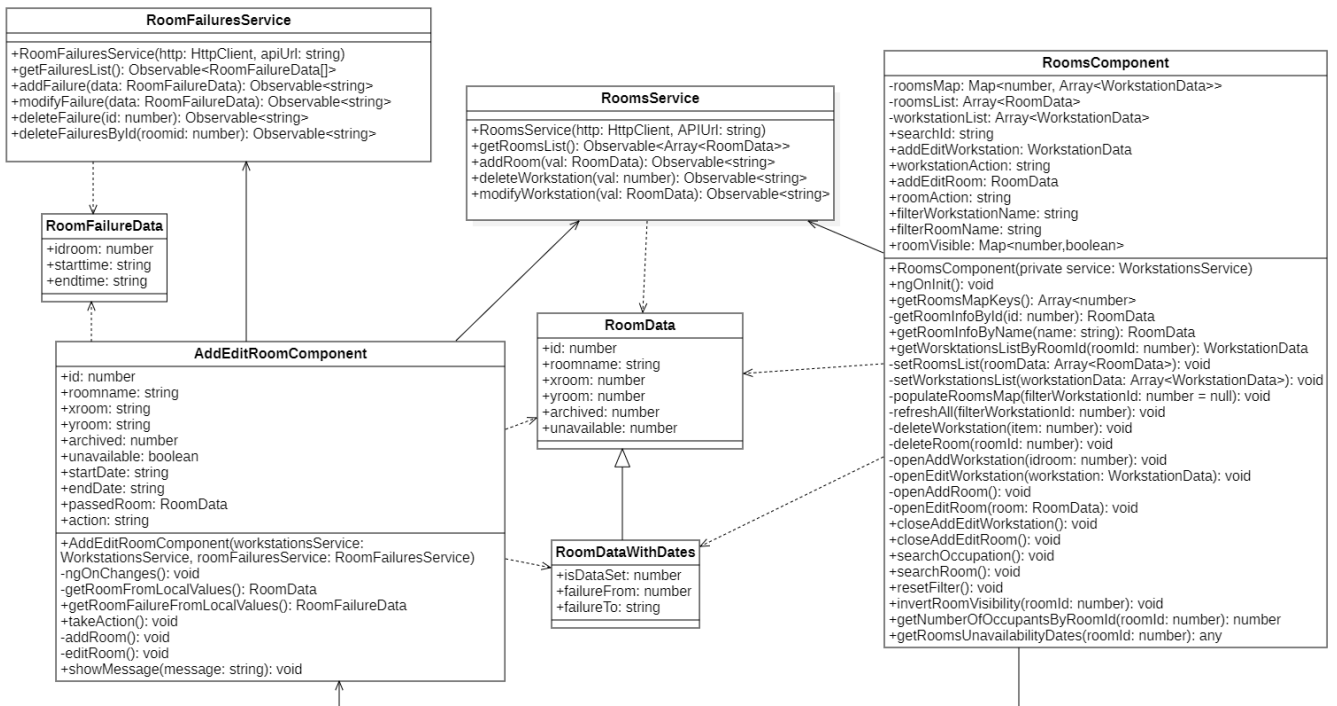 RoomFailuresService
+RoomFailuresService(http: HttpClient, apiUrl: string)
+getFailuresList(): Observable<RoomFailureData[]>
+addFailure(data: RoomFailureData): Observable<string>
+modifyFailure(data: RoomFailureData): Observable<string>
+deleteFailure(id: number): Observable<string>
+deleteFailuresById(roomid: number): Observable<string>
RoomsService
+RoomsService(http: HttpClient, APIUrl: string)
+getRoomsList(): Observable<Array<RoomData>>
+addRoom(val: RoomData): Observable<string>
+deleteWorkstation(val: number): Observable<string>
+modifyWorkstation(val: RoomData): Observable<string>
RoomsComponent
-roomsMap: Map<number, Array<WorkstationData>>
-roomsList: Array<RoomData>
-workstationList: Array<WorkstationData>
+searchId: string
+addEditWorkstation: WorkstationData
+workstationAction: string
+addEditRoom: RoomData
+roomAction: string
+filterWorkstationName: string
+filterRoomName: string
+roomVisible: Map<number,boolean>
+RoomsComponent(private service: WorkstationsService)
+ngOnInit(): void
+getRoomsMapKeys(): Array<number>
-getRoomInfoById(id: number): RoomData
+getRoomInfoByName(name: string): RoomData
+getWorsktationsListByRoomId(roomId: number): WorkstationData
-setRoomsList(roomData: Array<RoomData>): void
-setWorkstationsList(workstationData: Array<WorkstationData>): void
-populateRoomsMap(filterWorkstationId: number = null): void
-refreshAll(filterWorkstationId: number): void
-deleteWorkstation(item: number): void
-deleteRoom(roomId: number): void
-openAddWorkstation(idroom: number): void
-openEditWorkstation(workstation: WorkstationData): void
-openAddRoom(): void
-openEditRoom(room: RoomData): void
+closeAddEditWorkstation(): void
+closeAddEditRoom(): void
+searchOccupation(): void
+searchRoom(): void
+resetFilter(): void
+invertRoomVisibility(roomId: number): void
+getNumberOfOccupantsByRoomId(roomId: number): number
+getRoomsUnavailabilityDates(roomId: number): any
RoomFailureData
+idroom: number
+starttime: string
+endtime: string
RoomData
+id: number
+roomname: string
+xroom: number
+yroom: number
+archived: number
+unavailable: number
AddEditRoomComponent
+id: number
+roomname: string
+xroom: string
+yroom: string
+archived: number
+unavailable: boolean
+startDate: string
+endDate: string
+passedRoom: RoomData
+action: string
+AddEditRoomComponent(workstationsService:
WorkstationsService, roomFailuresService: RoomFailuresService)
-ngOnChanges(): void
-getRoomFromLocalValues(): RoomData
+getRoomFailureFromLocalValues(): RoomFailureData
+takeAction(): void
-addRoom(): void
-editRoom(): void
+showMessage(message: string): void
RoomDataWithDates
+isDataSet: number
+failureFrom: number
+failureTo: string